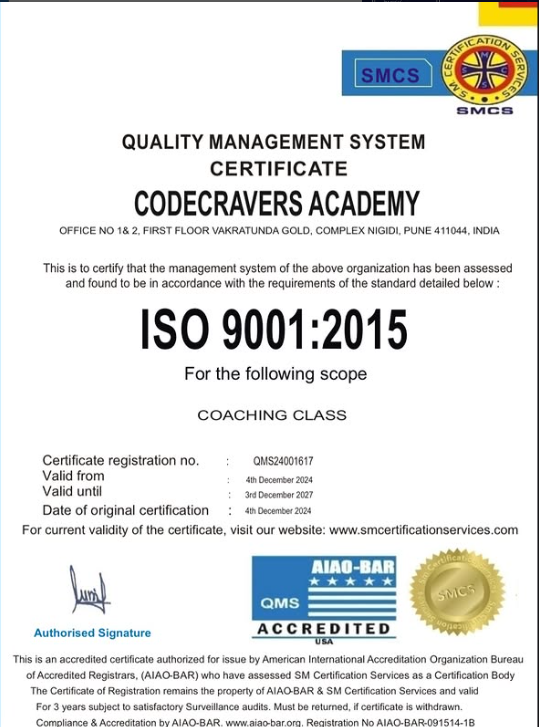 SMCS
S.M. CERTIFICATION SERVICES
SMCS
QUALITY MANAGEMENT SYSTEM
CERTIFICATE
CODECRAVERS ACADEMY
OFFICE NO 1& 2, FIRST FLOOR VAKRATUNDA GOLD, COMPLEX NIGIDI, PUNE 411044, INDIA
This is to certify that the management system of the above organization has been assessed
and found to be in accordance with the requirements of the standard detailed below :
ISO 9001:2015
For the following scope
COACHING CLASS
Certificate registration no. : QMS24001617
Valid from : 4th December 2024
Valid until : 3rd December 2027
Date of original certification : 4th December 2024
For current validity of the certificate, visit our website: www.smcertificationservices.com
Authorised Signature
AIAO-BAR
QMS
ACCREDITED
USA
SMCS
This is an accredited certificate authorized for issue by American International Accreditation Organization Bureau
of Accredited Registrars, (AIAO-BAR) who have assessed SM Certification Services as a Certification Body
The Certificate of Registration remains the property of AIAO-BAR & SM Certification Services and valid
For 3 years subject to satisfactory Surveillance audits. Must be returned, if certificate is withdrawn.
Compliance & Accreditation by AIAO-BAR. www.aiao-bar.org. Registration No AIAO-BAR-091514-1B